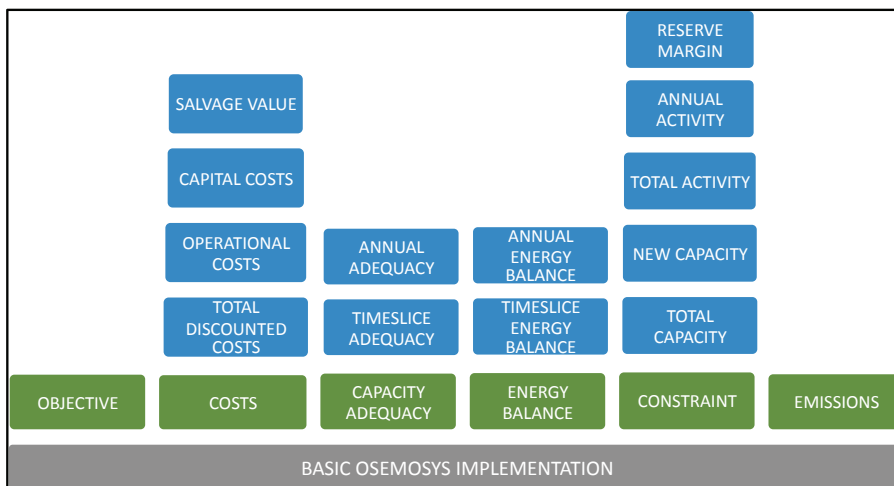 RESERVE
MARGIN
SALVAGE VALUE
ANNUAL
ACTIVITY
CAPITAL COSTS
TOTAL ACTIVITY
OPERATIONAL
COSTS
ANNUAL
ADEQUACY
ANNUAL
ENERGY
BALANCE
NEW CAPACITY
TOTAL
DISCOUNTED
COSTS
TIMESLICE
ADEQUACY
TIMESLICE
ENERGY
BALANCE
TOTAL
CAPACITY
OBJECTIVE
COSTS
CAPACITY
ADEQUACY
ENERGY
BALANCE
CONSTRAINT
EMISSIONS
BASIC OSEMOSYS IMPLEMENTATION